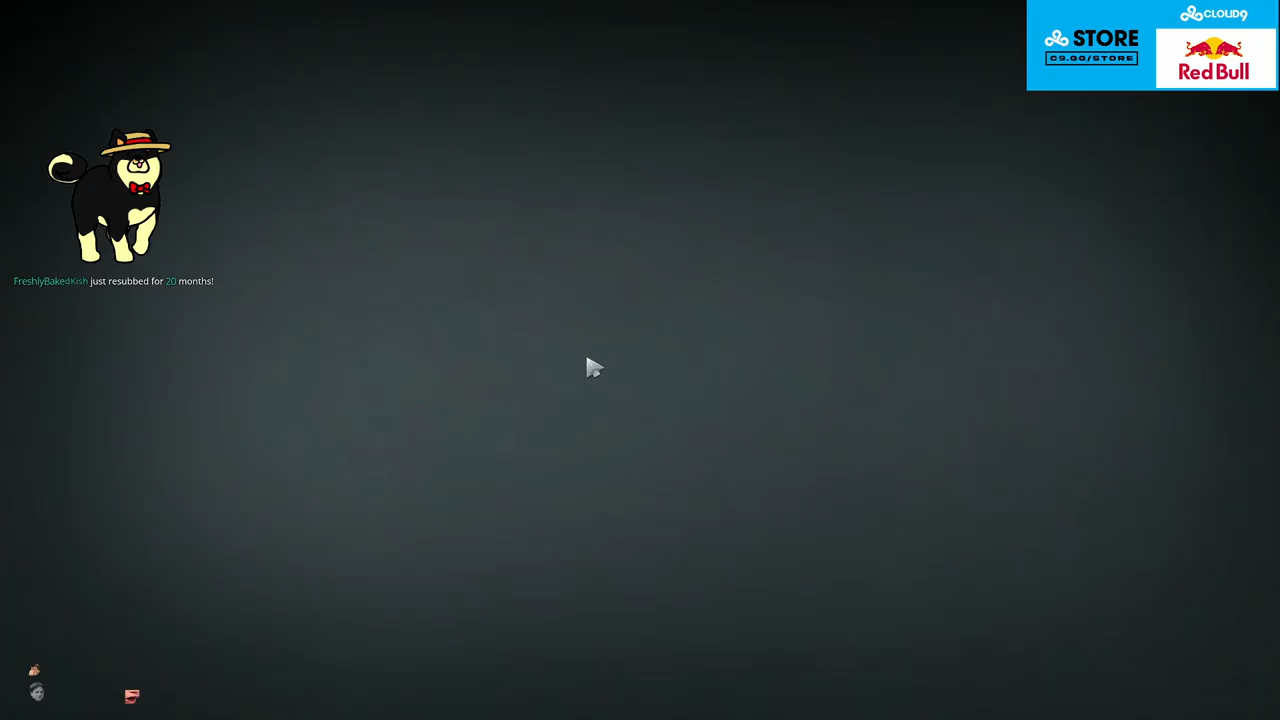 CLOUD9
STORE
C9.GG/STORE
Red Bull
FreshlyBakedKish just resubbed for 20 months!